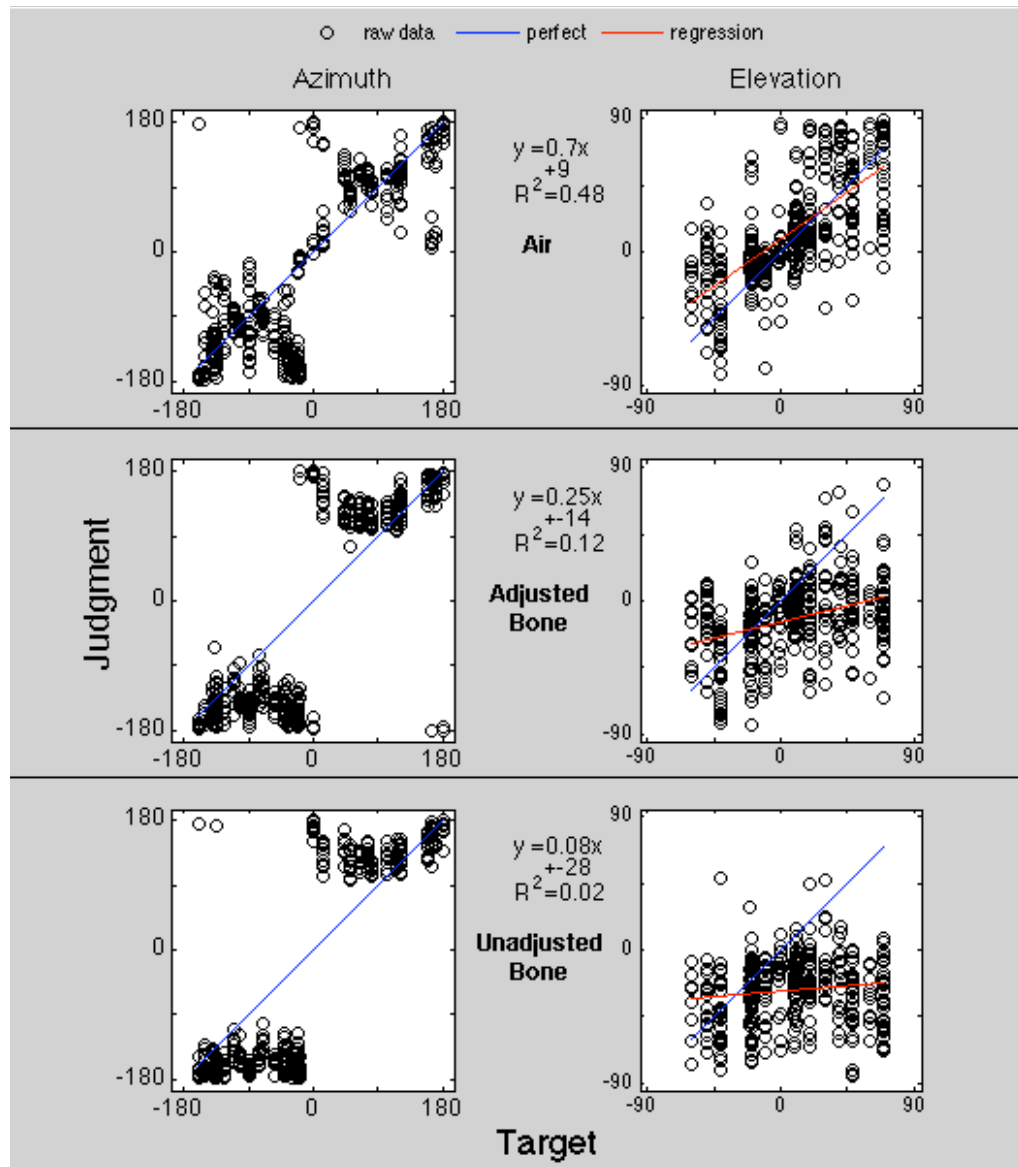 raw data perfect regression
Azimuth Elevation
180
0
-180
-180 0 180
y =0.7x
+9
R²=0.48
Air
90
0
-90
-90 0 90
Judgment
180
0
-180
-180 0 180
y =0.25x
+-14
R²=0.12
Adjusted
Bone
90
0
-90
-90 0 90
180
0
-180
-180 0 180
y =0.08x
+-28
R²=0.02
Unadjusted
Bone
90
0
-90
-90 0 90
Target